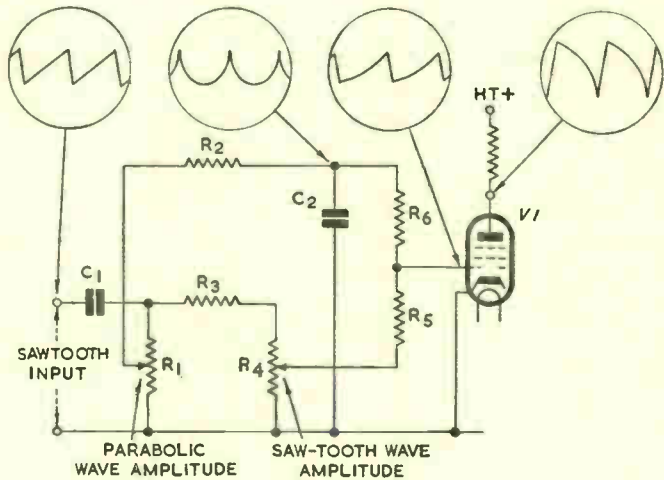 HT+
R2
C2
R6
V1
C1
R3
R5
SAWTOOTH
INPUT
R1
R4
PARABOLIC
WAVE AMPLITUDE
SAW-TOOTH WAVE
AMPLITUDE